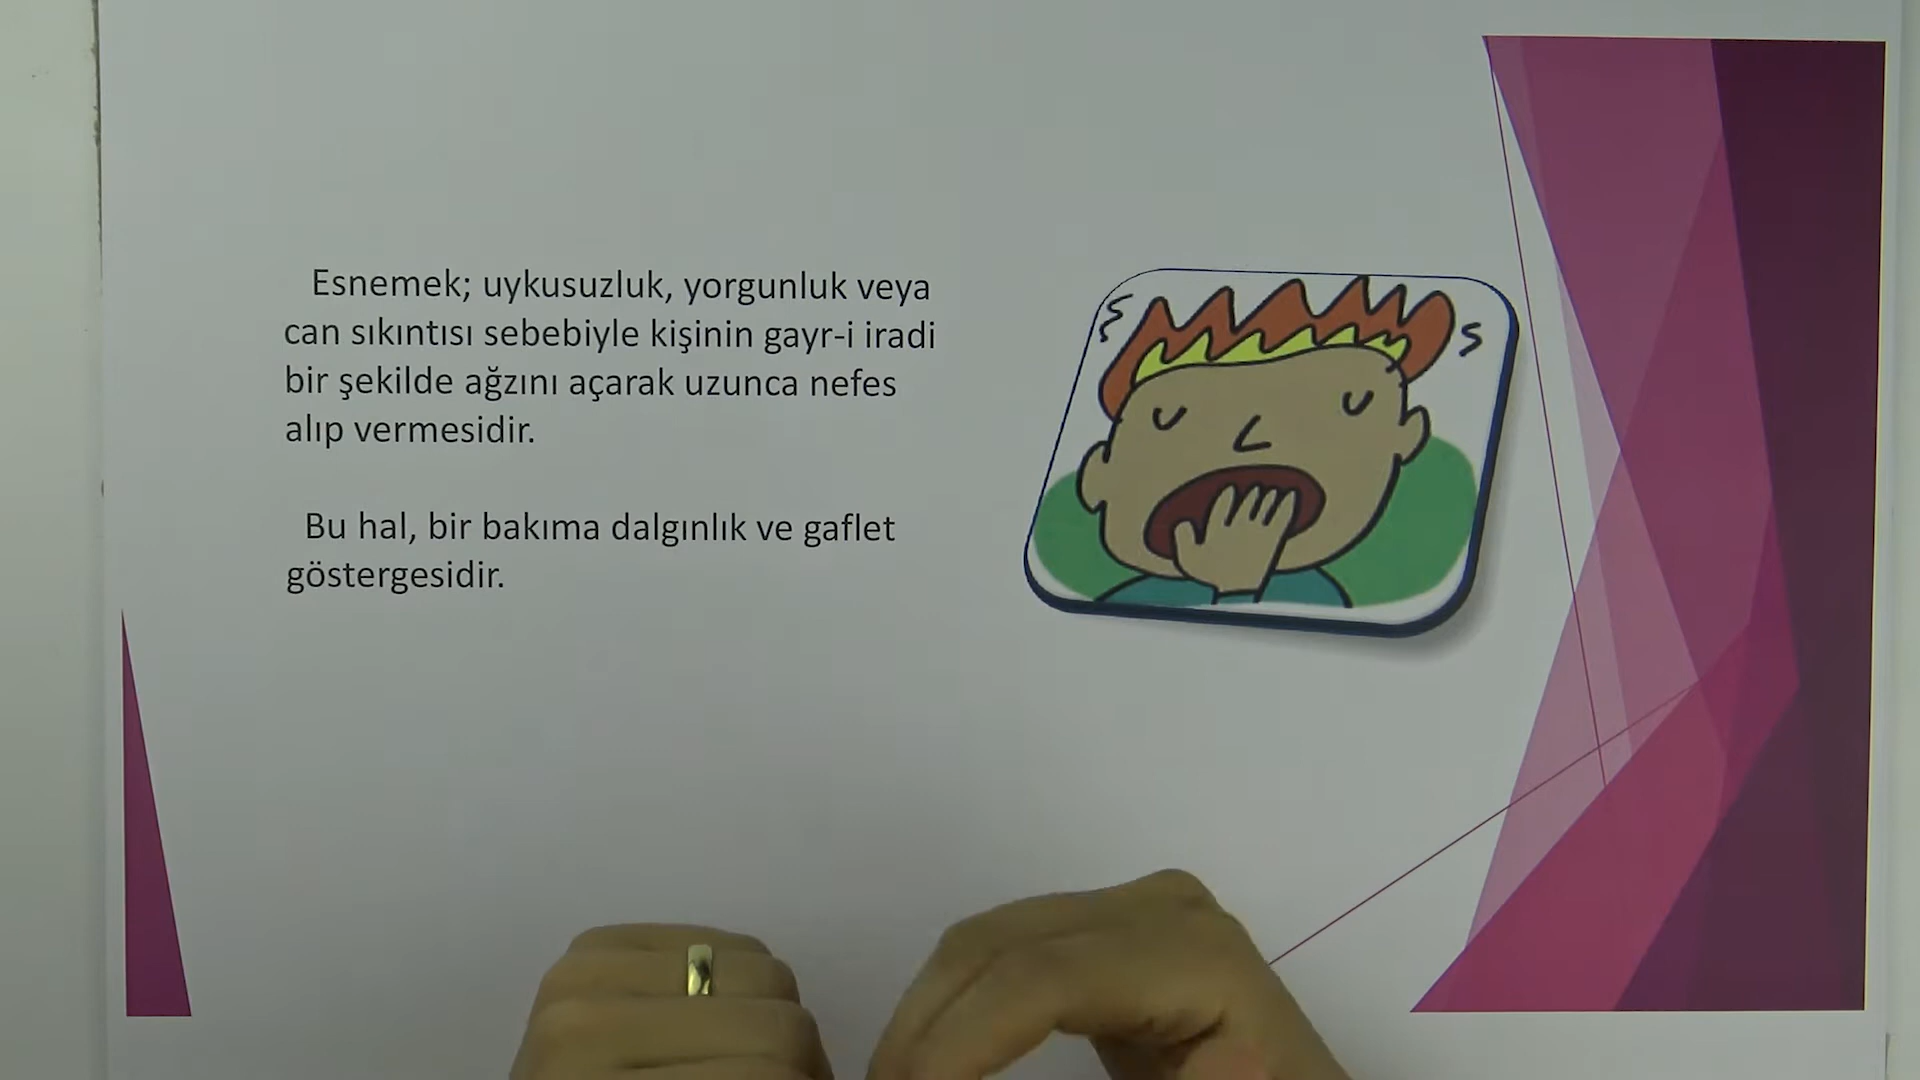 Esnemek; uykusuzluk, yorgunluk veya
can sıkıntısı sebebiyle kişinin gayr-i iradi
bir şekilde ağzını açarak uzunca nefes
alıp vermesidir.
Bu hal, bir bakıma dalgınlık ve gaflet
göstergesidir.